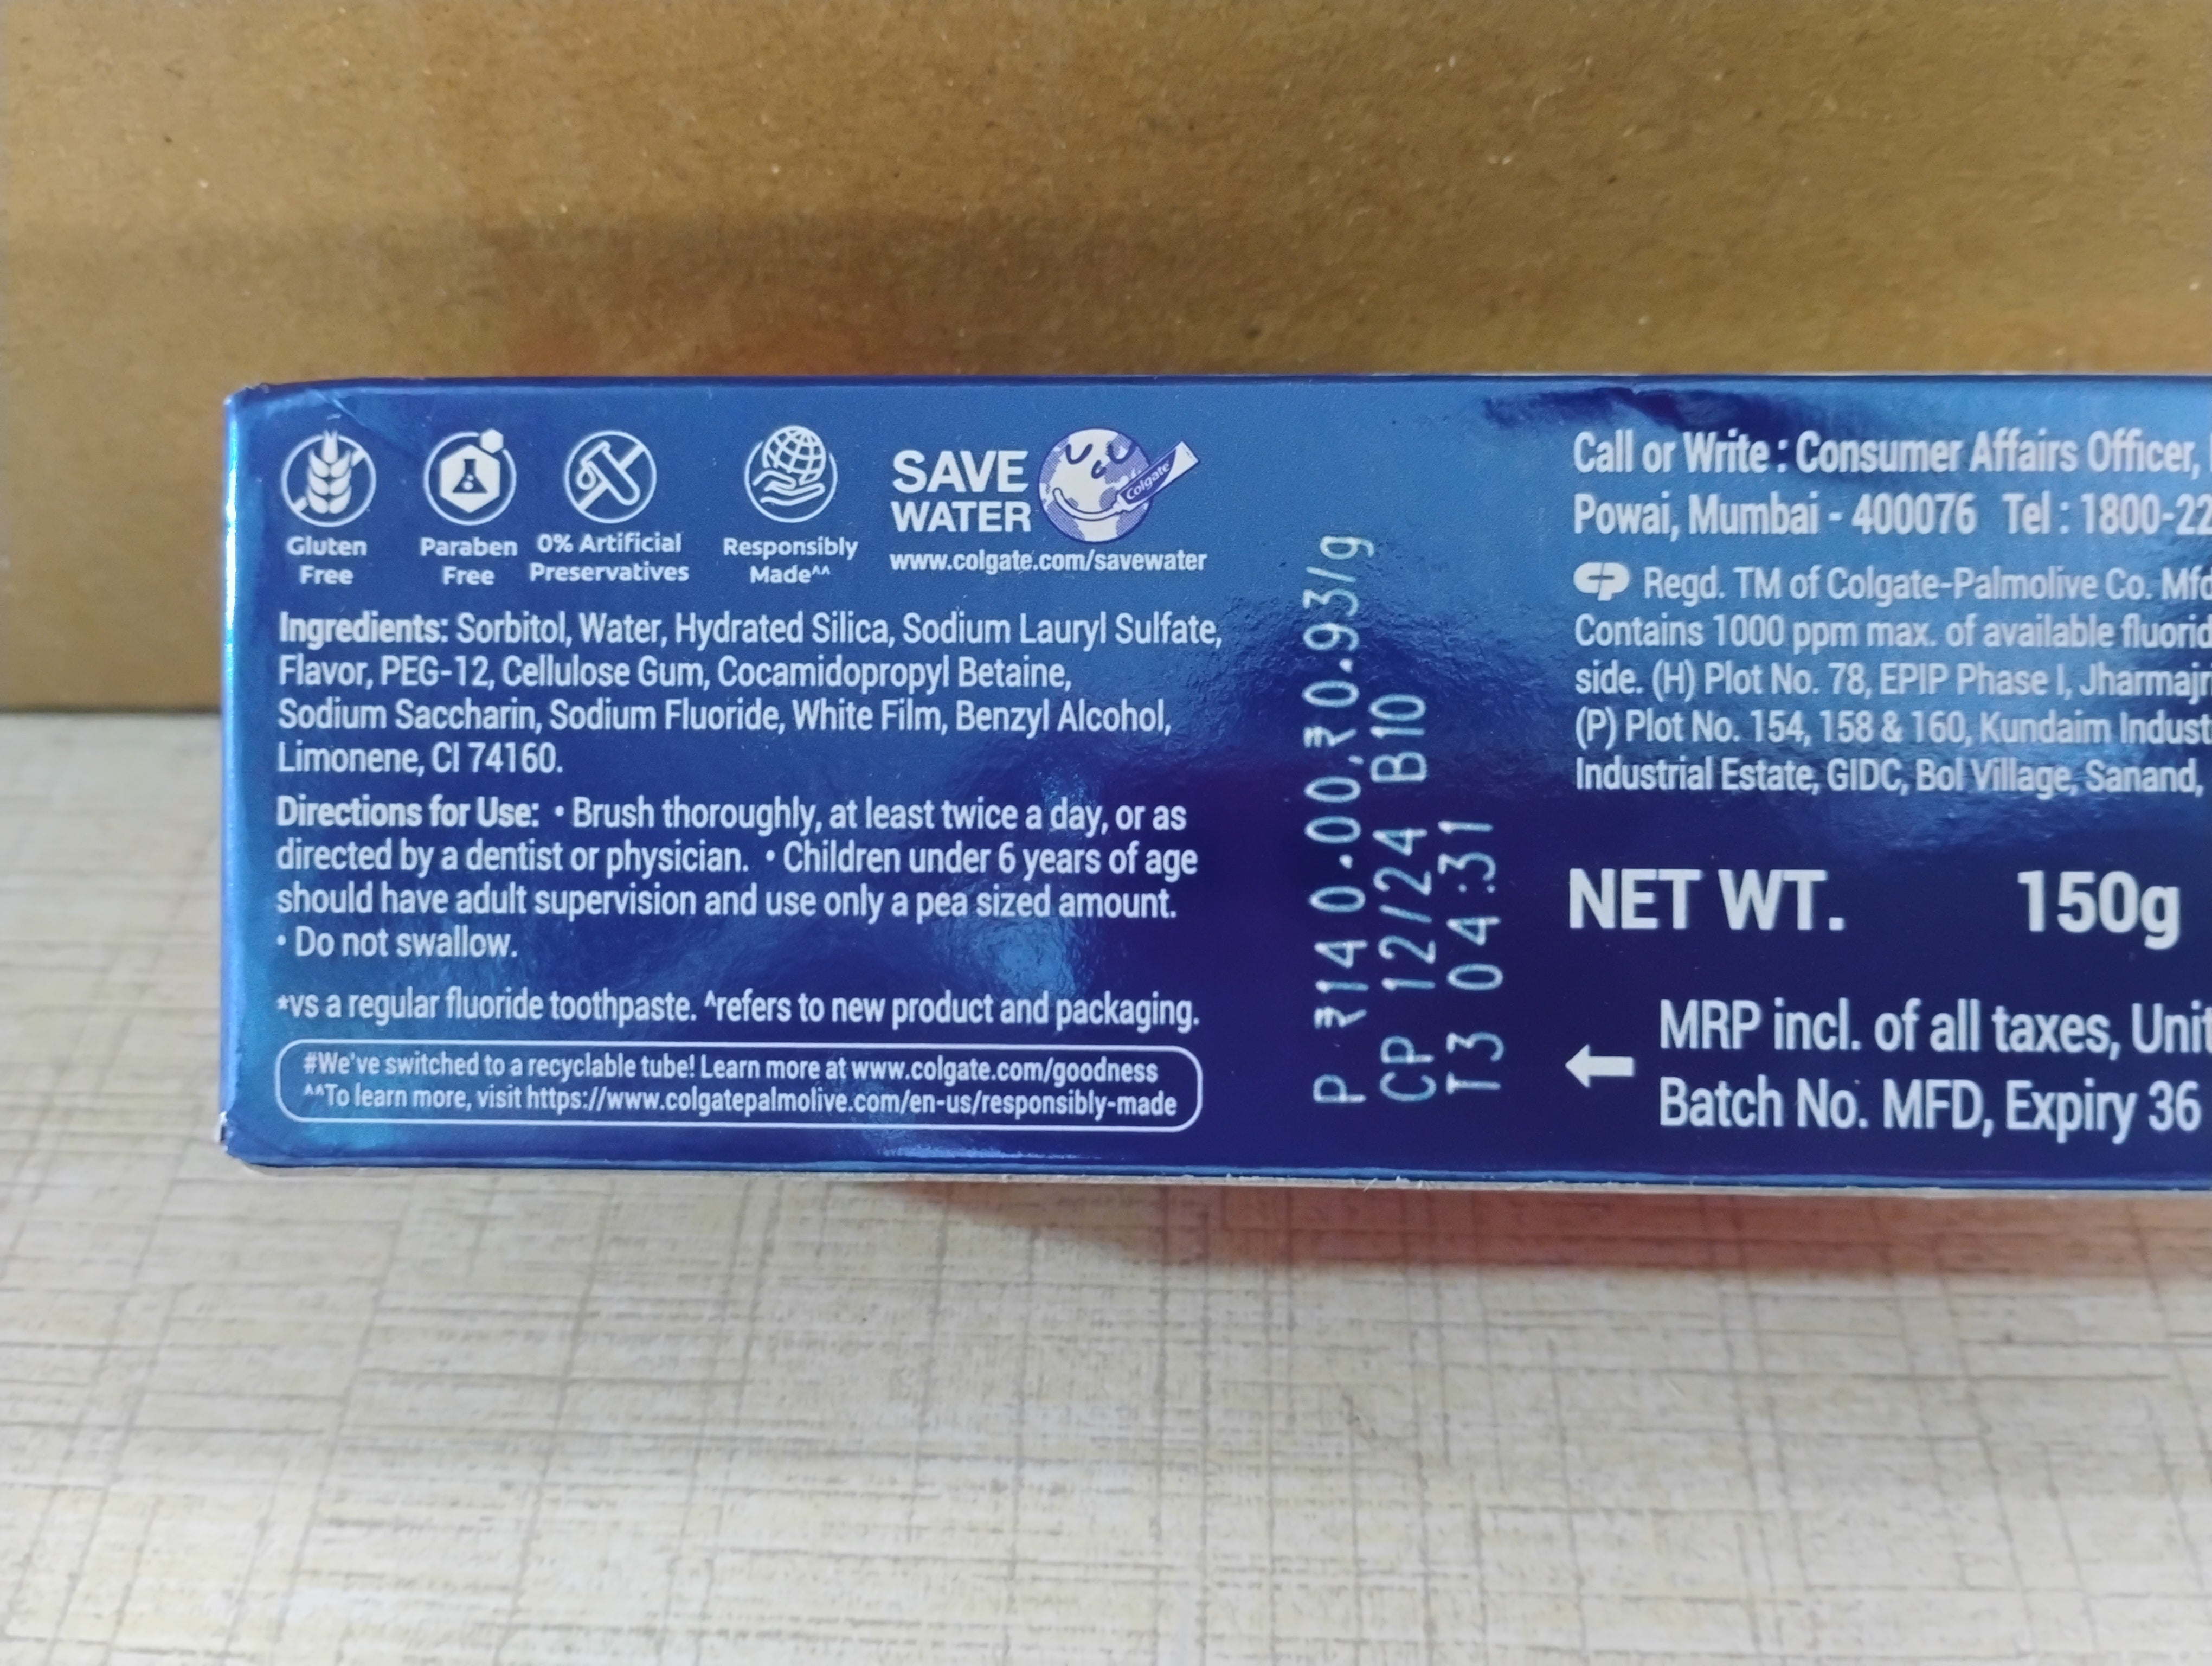 Gluten
Free
Paraben
Free
0% Artificial
Preservatives
Responsibly
Made^^
SAVE
WATER
Colgate
www.colgate.com/savewater
Ingredients: Sorbitol, Water, Hydrated Silica, Sodium Lauryl Sulfate,
Flavor, PEG-12, Cellulose Gum, Cocamidopropyl Betaine,
Sodium Saccharin, Sodium Fluoride, White Film, Benzyl Alcohol,
Limonene, CI 74160.
Directions for Use: • Brush thoroughly, at least twice a day, or as
directed by a dentist or physician. • Children under 6 years of age
should have adult supervision and use only a pea sized amount.
• Do not swallow.
*vs a regular fluoride toothpaste. ^refers to new product and packaging.
#We've switched to a recyclable tube! Learn more at www.colgate.com/goodness
^^To learn more, visit https://www.colgatepalmolive.com/en-us/responsibly-made
P ₹140.00,₹0.93/g
CP 12/24 B10
T3 04:31
Call or Write : Consumer Affairs Officer,
Powai, Mumbai - 400076 Tel : 1800-22
CP Regd. TM of Colgate-Palmolive Co. Mfd
Contains 1000 ppm max. of available fluorid
side. (H) Plot No. 78, EPIP Phase I, Jharmajr
(P) Plot No. 154, 158 & 160, Kundaim Indust
Industrial Estate, GIDC, Bol Village, Sanand,
NET WT. 150g
MRP incl. of all taxes, Unit
Batch No. MFD, Expiry 36